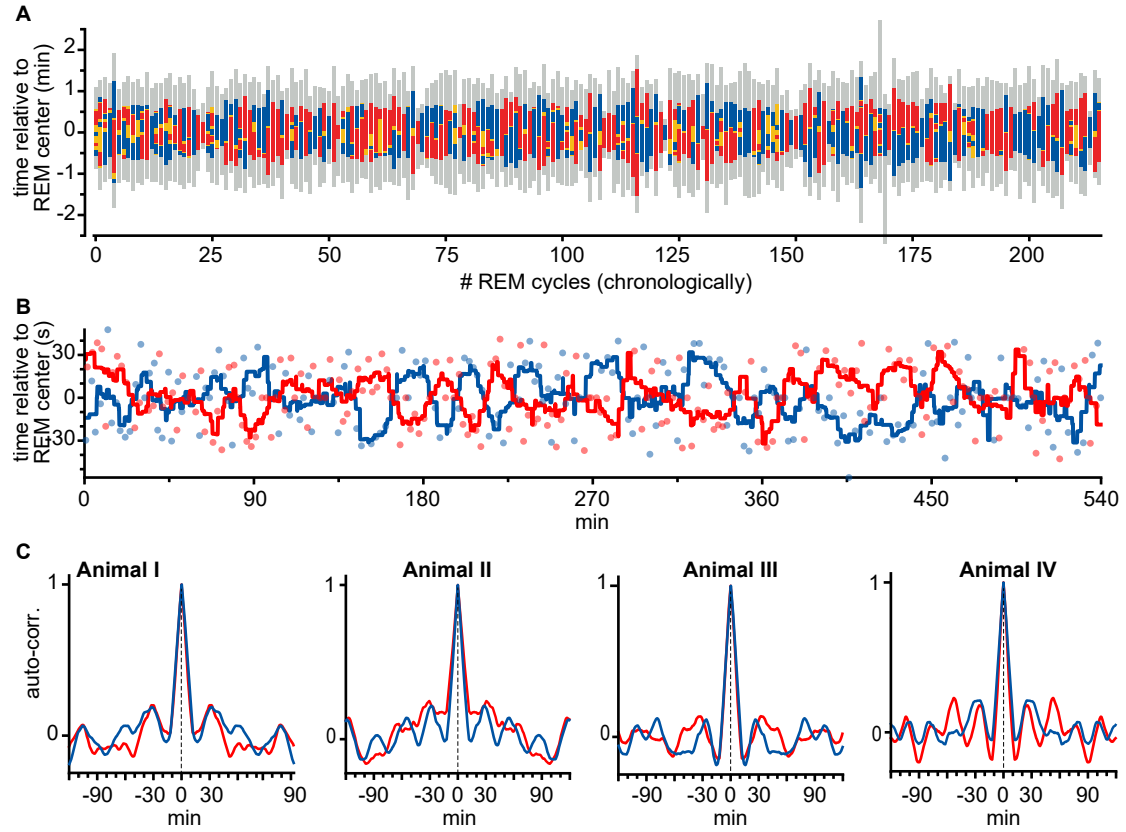 A
time relative to
REM center (min)
2
1
0
-1
-2
0 25 50 75 100 125 150 175 200
# REM cycles (chronologically)
B
time relative to
REM center (s)
30
0
-30
0 90 180 270 360 450 540
min
C
Animal I Animal II Animal III Animal IV
auto-corr.
1 1 1 1
0 0 0 0
-90 -30 0 30 90 -90 -30 0 30 90 -90 -30 0 30 90 -90 -30 0 30 90
min min min min